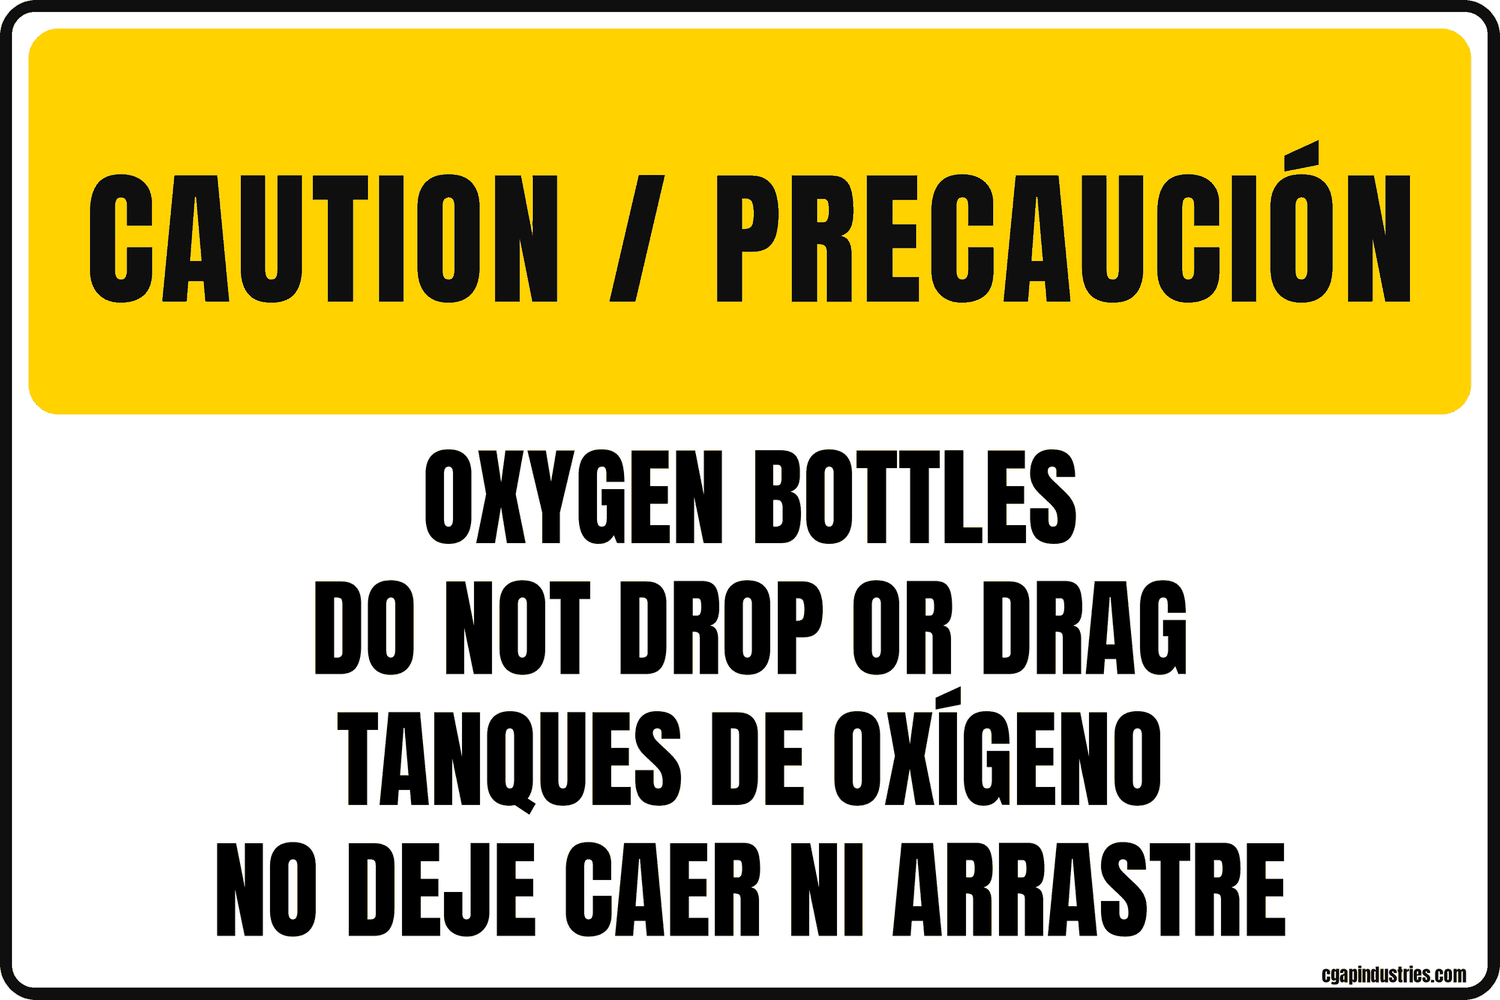 CAUTION / PRECAUCIÓN
OXYGEN BOTTLES
DO NOT DROP OR DRAG
TANQUES DE OXÍGENO
NO DEJE CAER NI ARRASTRE
cgapindustries.com